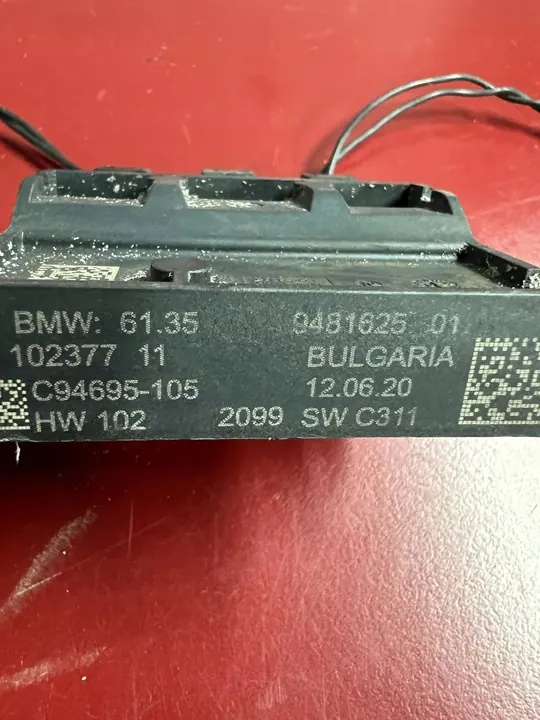 BMW: 61.35 9481625 01
102377 11 BULGARIA
C94695-105 12.06.20
HW 102 2099 SW C311